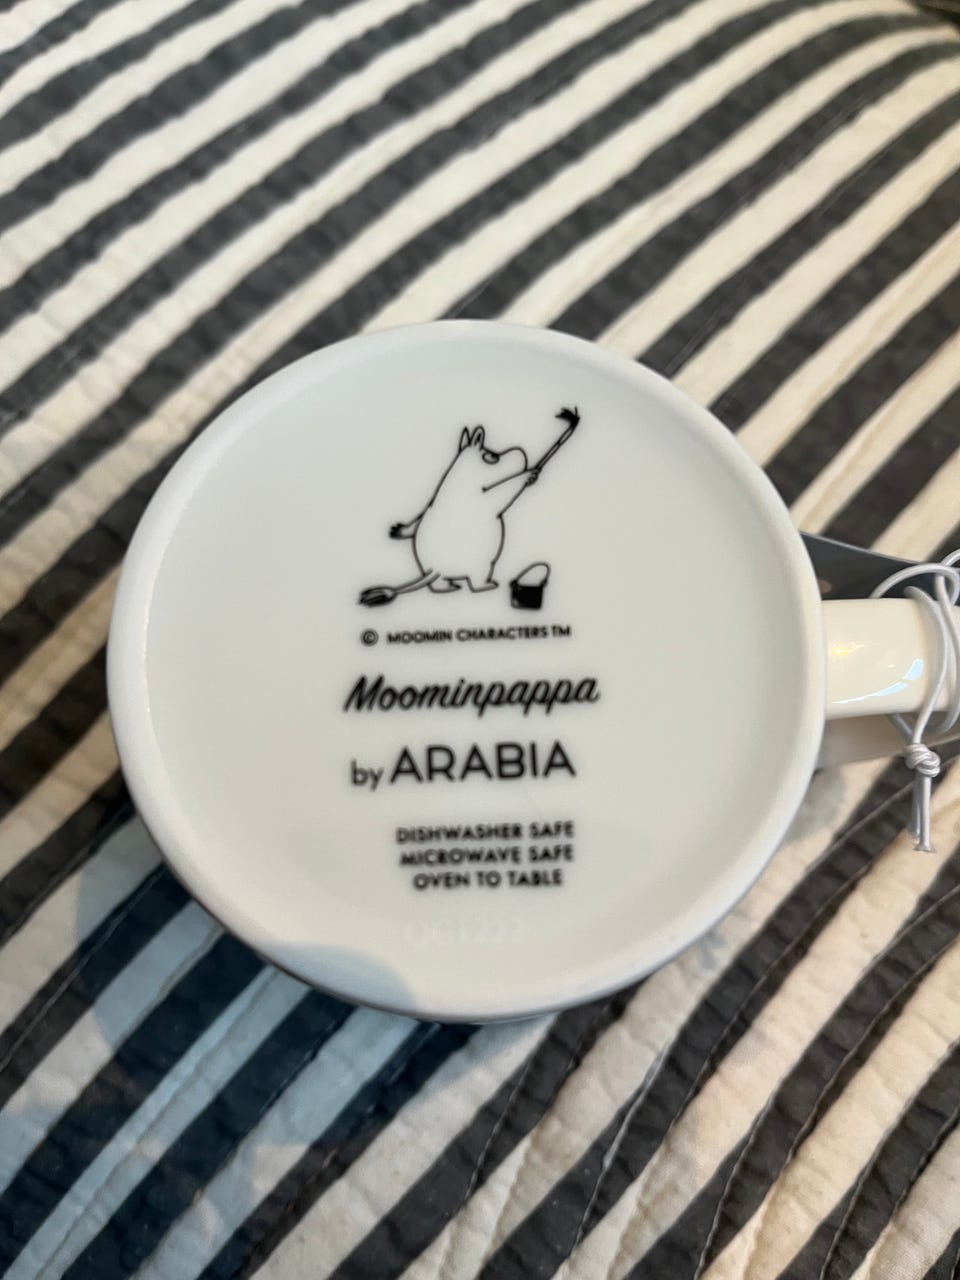 © MOOMIN CHARACTERS TM
Moominpappa
by ARABIA
DISHWASHER SAFE
MICROWAVE SAFE
OVEN TO TABLE